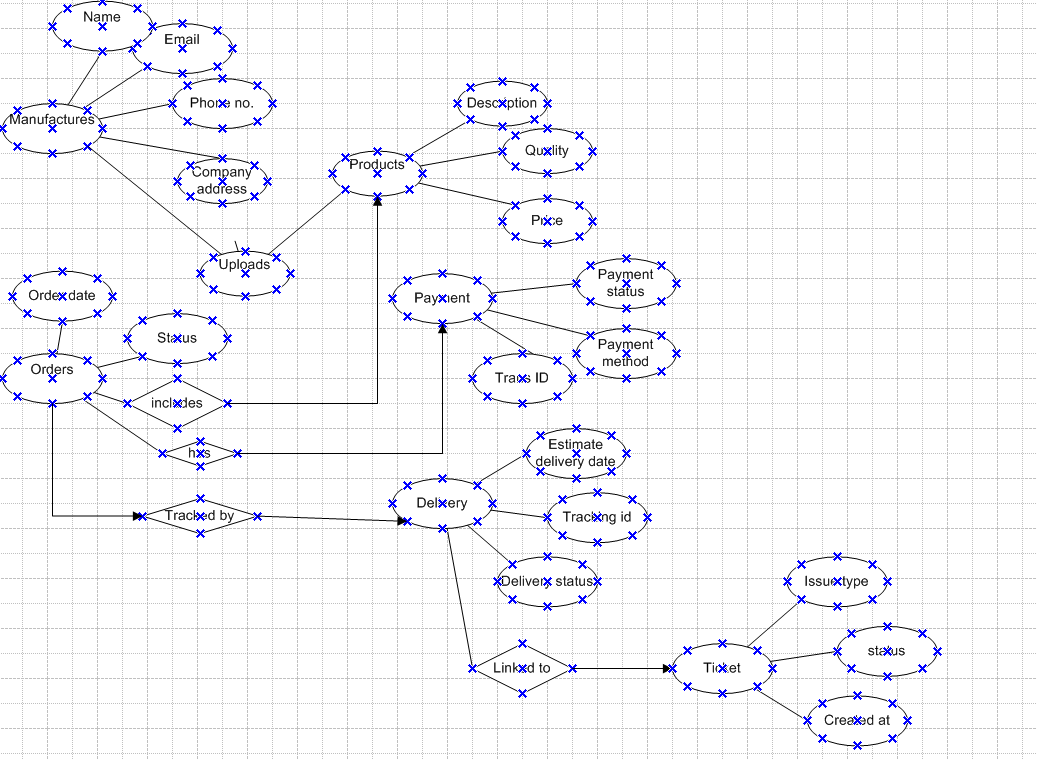 Name
Email
Phone no.
Manufactures
Company
address
Description
Quality
Products
Price
Uploads
Order date
Payment
Payment
status
Status
Payment
method
Orders
Trans ID
includes
has
Estimate
delivery date
Delivery
Tracking id
Tracked by
Delivery status
Issue type
Linked to
Ticket
status
Created at